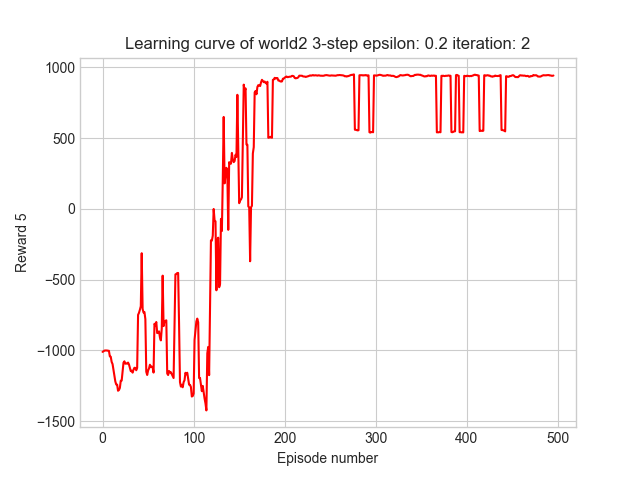 Learning curve of world2 3-step epsilon: 0.2 iteration: 2
1000
500
0
−500
−1000
−1500
Reward 5
0 100 200 300 400 500
Episode number